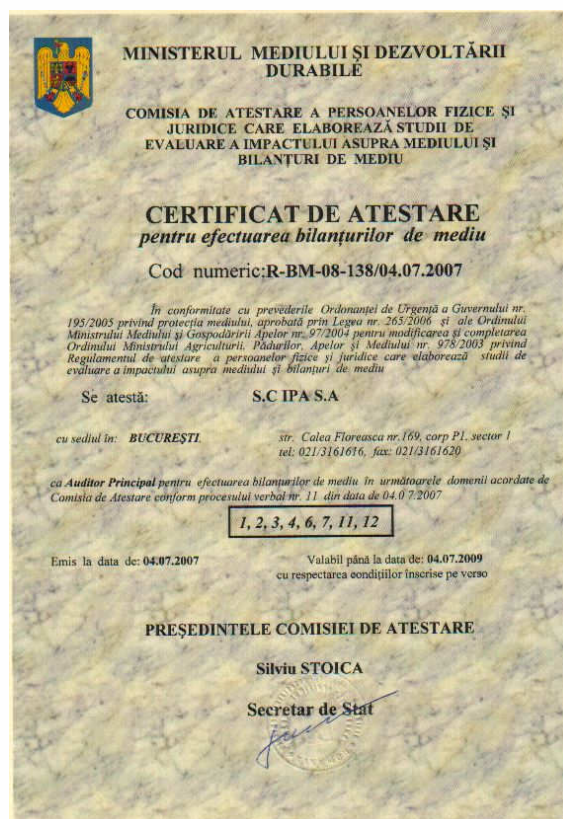 MINISTERUL MEDIULUI ŞI DEZVOLTĂRII
DURABILE
COMISIA DE ATESTARE A PERSOANELOR FIZICE ŞI
JURIDICE CARE ELABOREAZĂ STUDII DE
EVALUARE A IMPACTULUI ASUPRA MEDIULUI ŞI
BILANŢURI DE MEDIU
CERTIFICAT DE ATESTARE
pentru efectuarea bilanţurilor de mediu
Cod numeric:R-BM-08-138/04.07.2007
În conformitate cu prevederile Ordonanţei de Urgenţă a Guvernului nr.
195/2005 privind protecţia mediului, aprobată prin Legea nr. 265/2006 şi ale Ordinului
Ministrului Mediului şi Gospodăririi Apelor nr. 97/2004 pentru modificarea si completarea
Ordinului Ministrului Agriculturii, Pădurilor, Apelor şi Mediului nr. 978/2003 privind
Regulamentul de atestare a persoanelor fizice şi juridice care elaborează studii de
evaluare a impactului asupra mediului şi bilanţuri de mediu
Se atestă: S.C IPA S.A
cu sediul în: BUCUREŞTI, str. Calea Floreasca nr.169, corp P1, sector 1
tel: 021/3161616, fax: 021/3161620
ca Auditor Principal pentru efectuarea bilanţurilor de mediu în următoarele domenii acordate de
Comisia de Atestare conform procesului verbal nr. 11 din data de 04.0 7/2007
1, 2, 3, 4, 6, 7, 11, 12
Emis la data de: 04.07.2007 Valabil până la data de: 04.07.2009
cu respectarea condiţiilor înscrise pe verso
PREŞEDINTELE COMISIEI DE ATESTARE
Silviu STOICA
Secretar de Stat